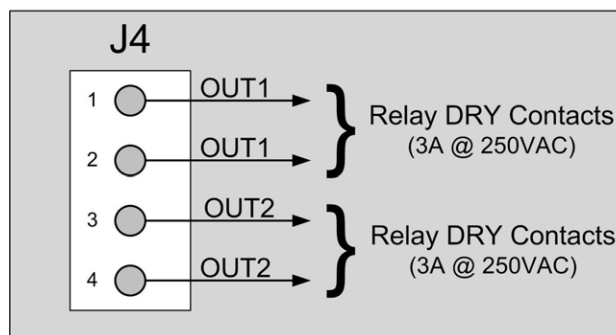 J4
1 OUT1
Relay DRY Contacts
(3A @ 250VAC)
2 OUT1
3 OUT2
Relay DRY Contacts
(3A @ 250VAC)
4 OUT2